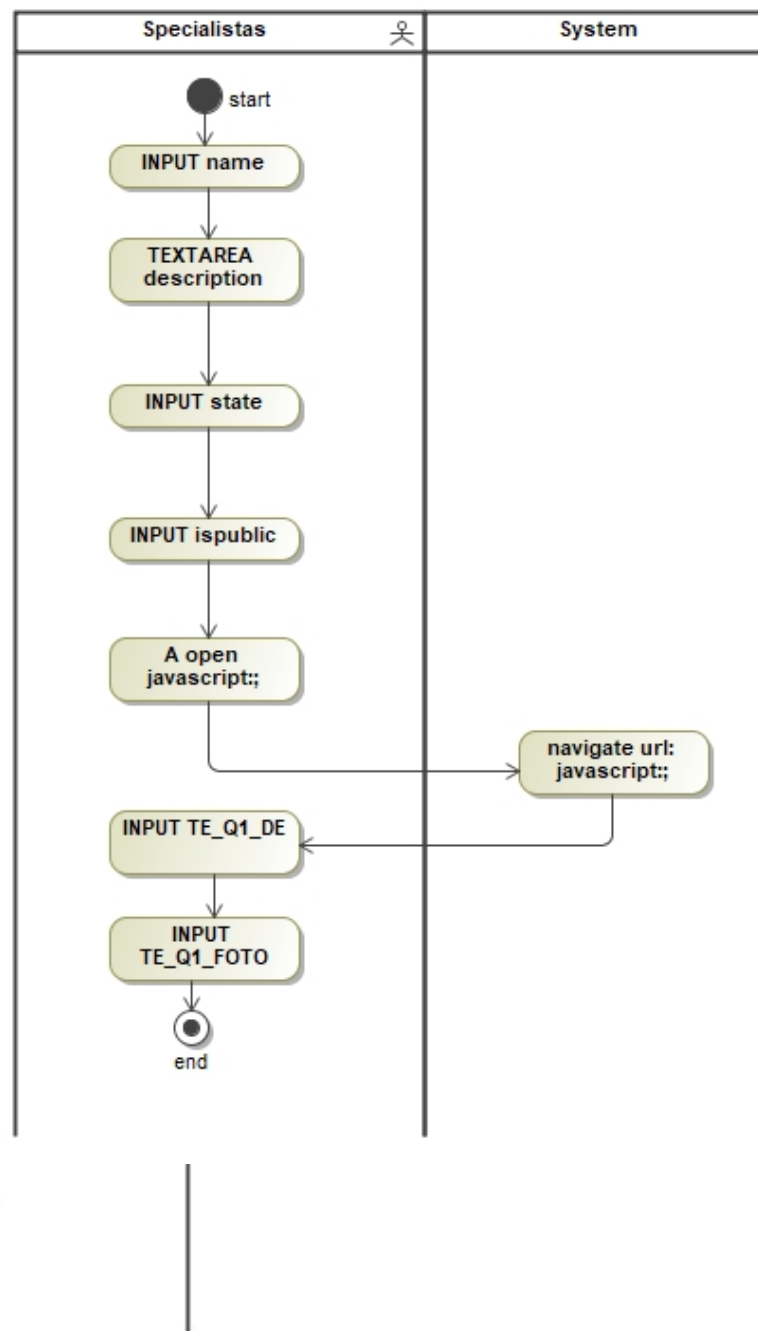 Specialistas
System
start
INPUT name
TEXTAREA
description
INPUT state
INPUT ispublic
A open
javascript:;
navigate url:
javascript:;
INPUT TE_Q1_DE
INPUT
TE_Q1_FOTO
end